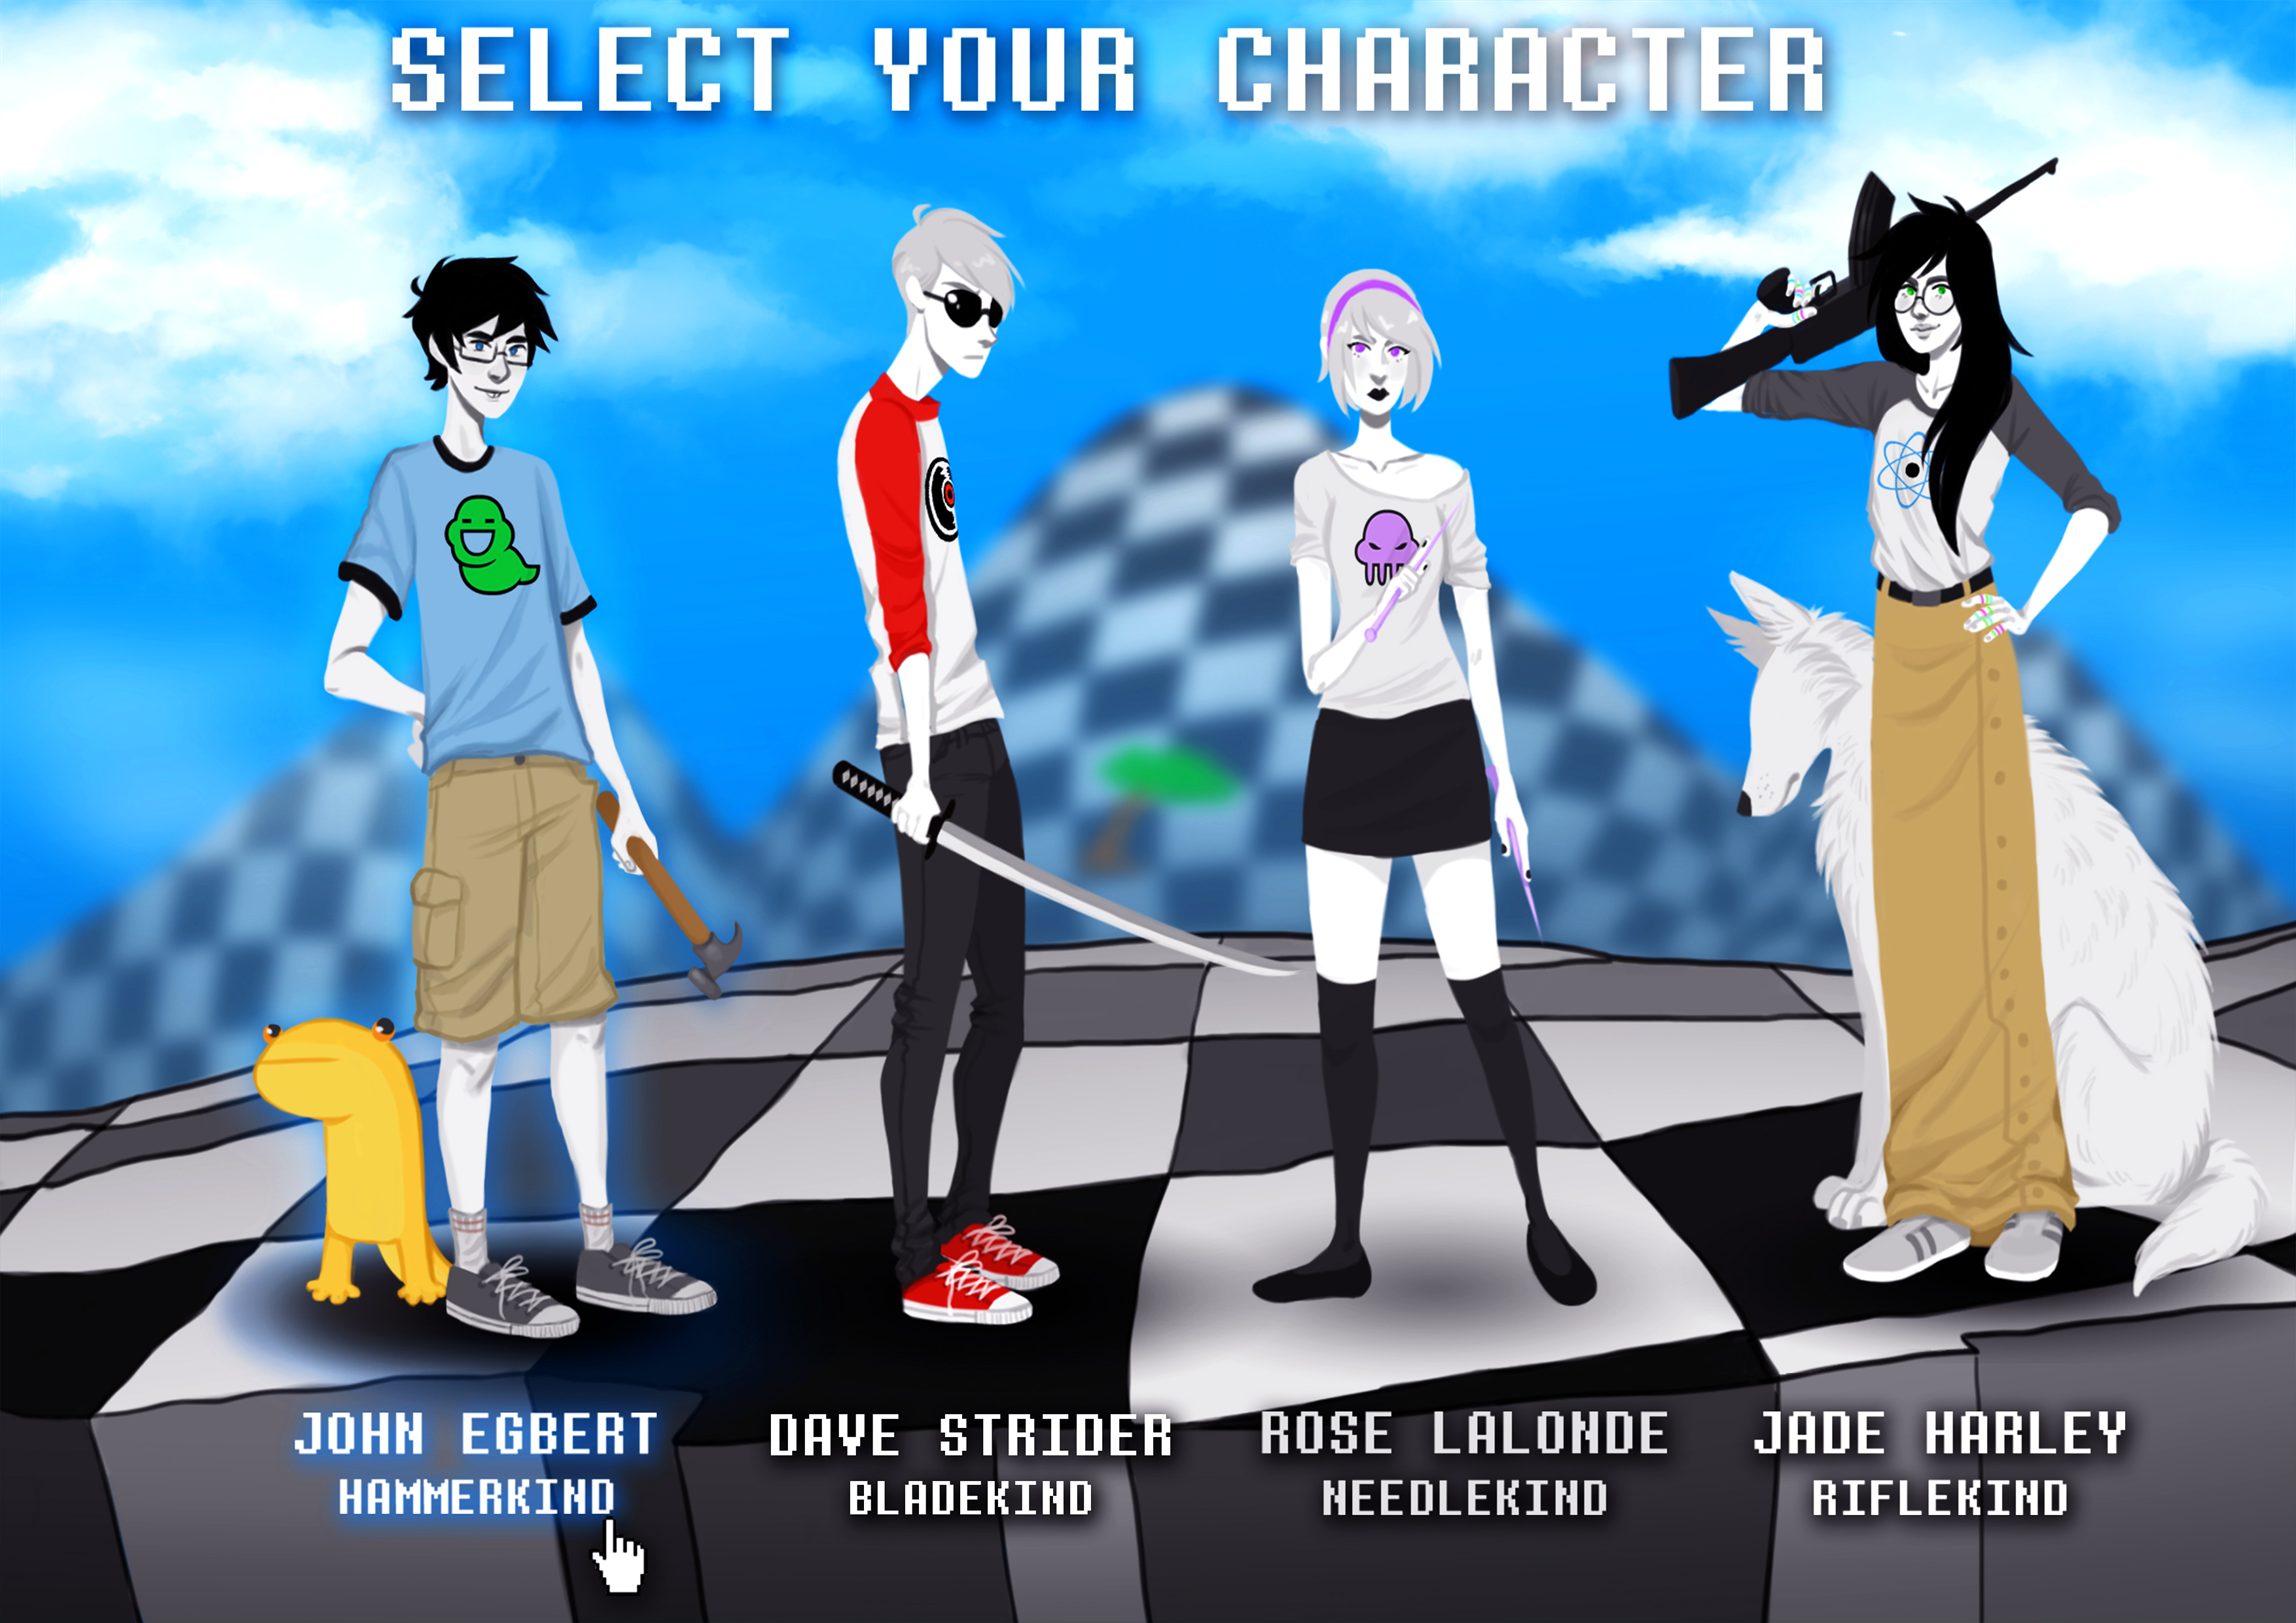 SELECT YOUR CHARACTER
JOHN EGBERT
HAMMERKIND
DAVE STRIDER
BLADEKIND
ROSE LALONDE
NEEDLEKIND
JADE HARLEY
RIFLEKIND